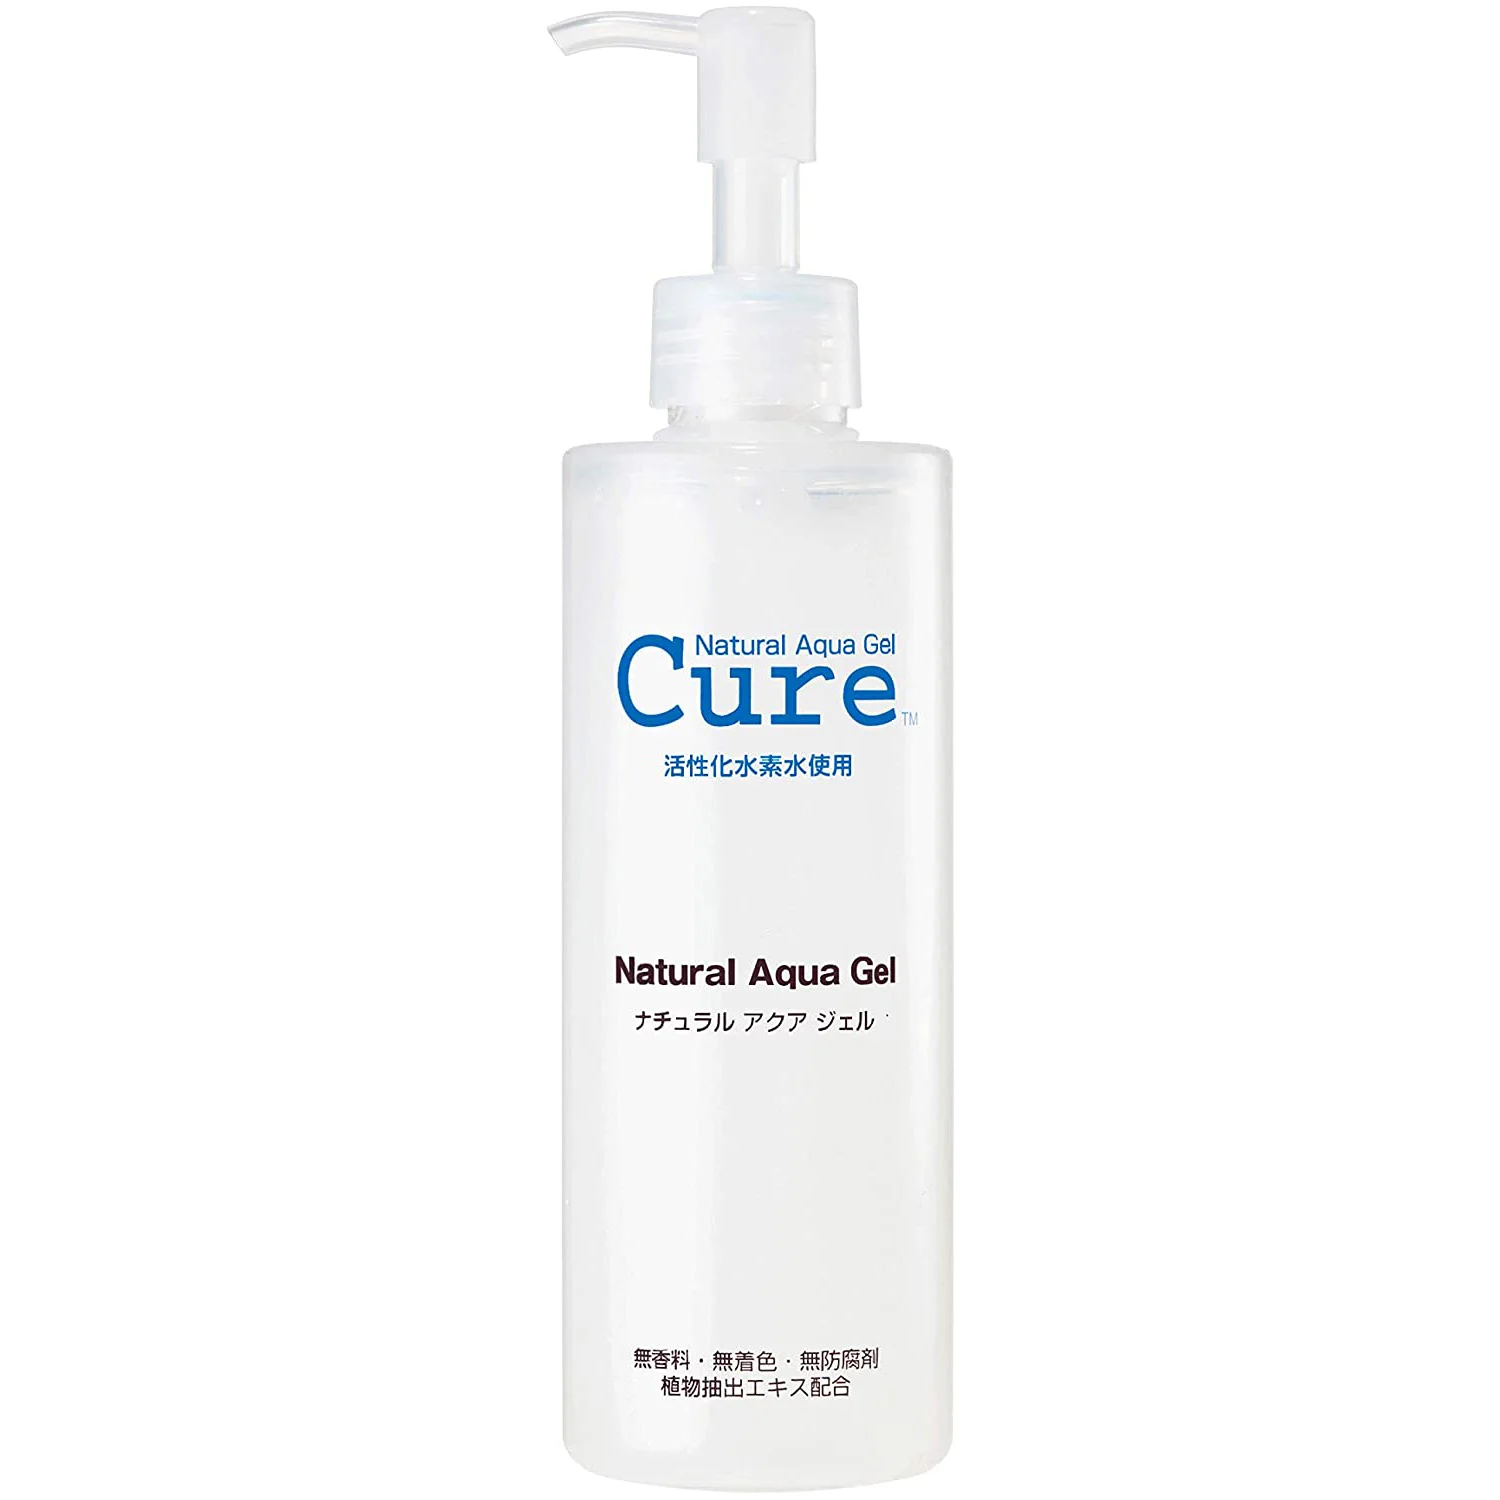 Natural Aqua Gel
Cure TM
活性化水素水使用
Natural Aqua Gel
ナチュラル アクア ジェル
無香料・無着色・無防腐剤
植物抽出エキス配合